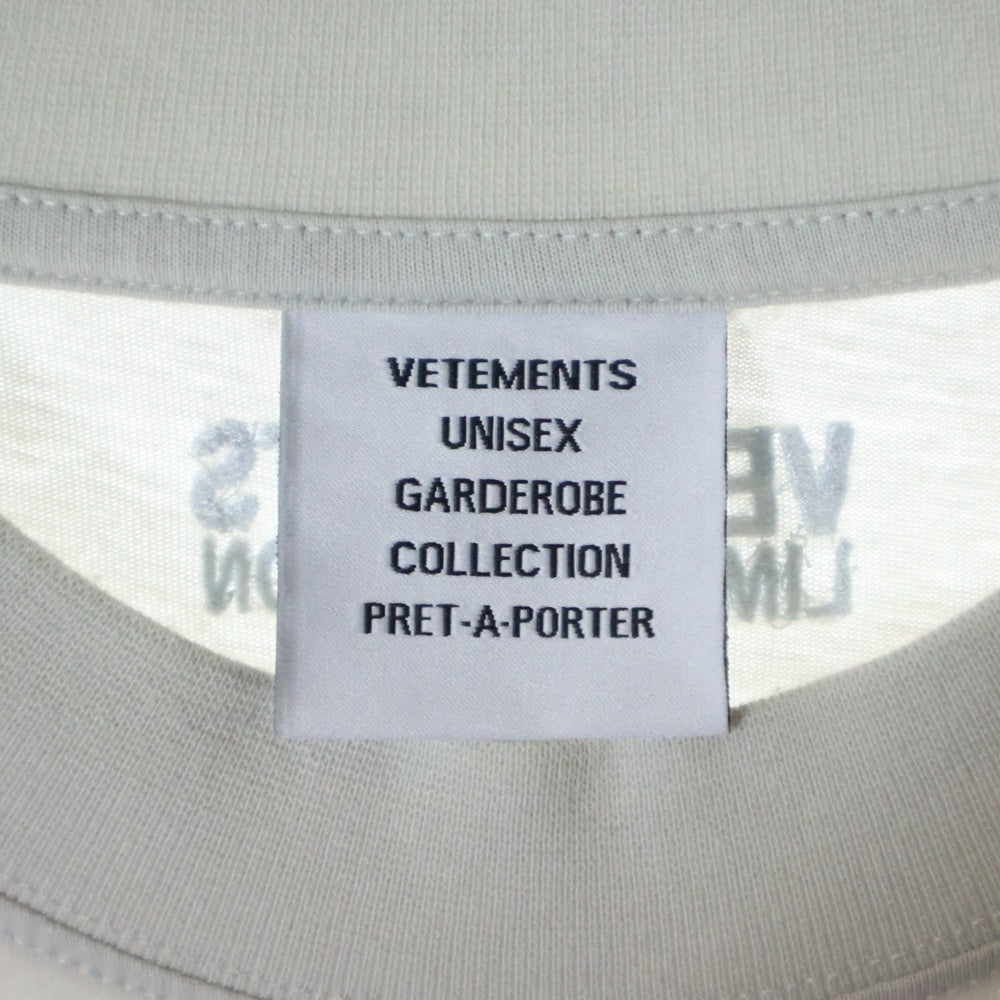 VETEMENTS
UNISEX
GARDEROBE
COLLECTION
PRET-A-PORTER